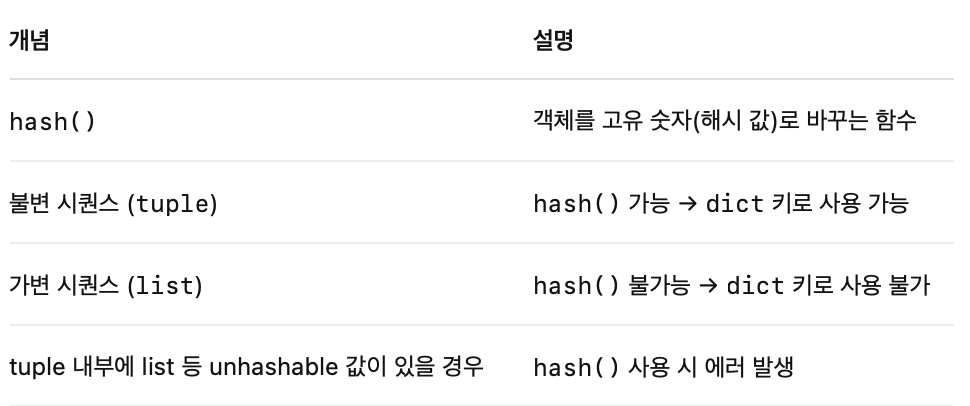 개념 설명
hash() 객체를 고유 숫자(해시 값)로 바꾸는 함수
불변 시퀀스 (tuple) hash() 가능 → dict 키로 사용 가능
가변 시퀀스 (list) hash() 불가능 → dict 키로 사용 불가
tuple 내부에 list 등 unhashable 값이 있을 경우 hash() 사용 시 에러 발생